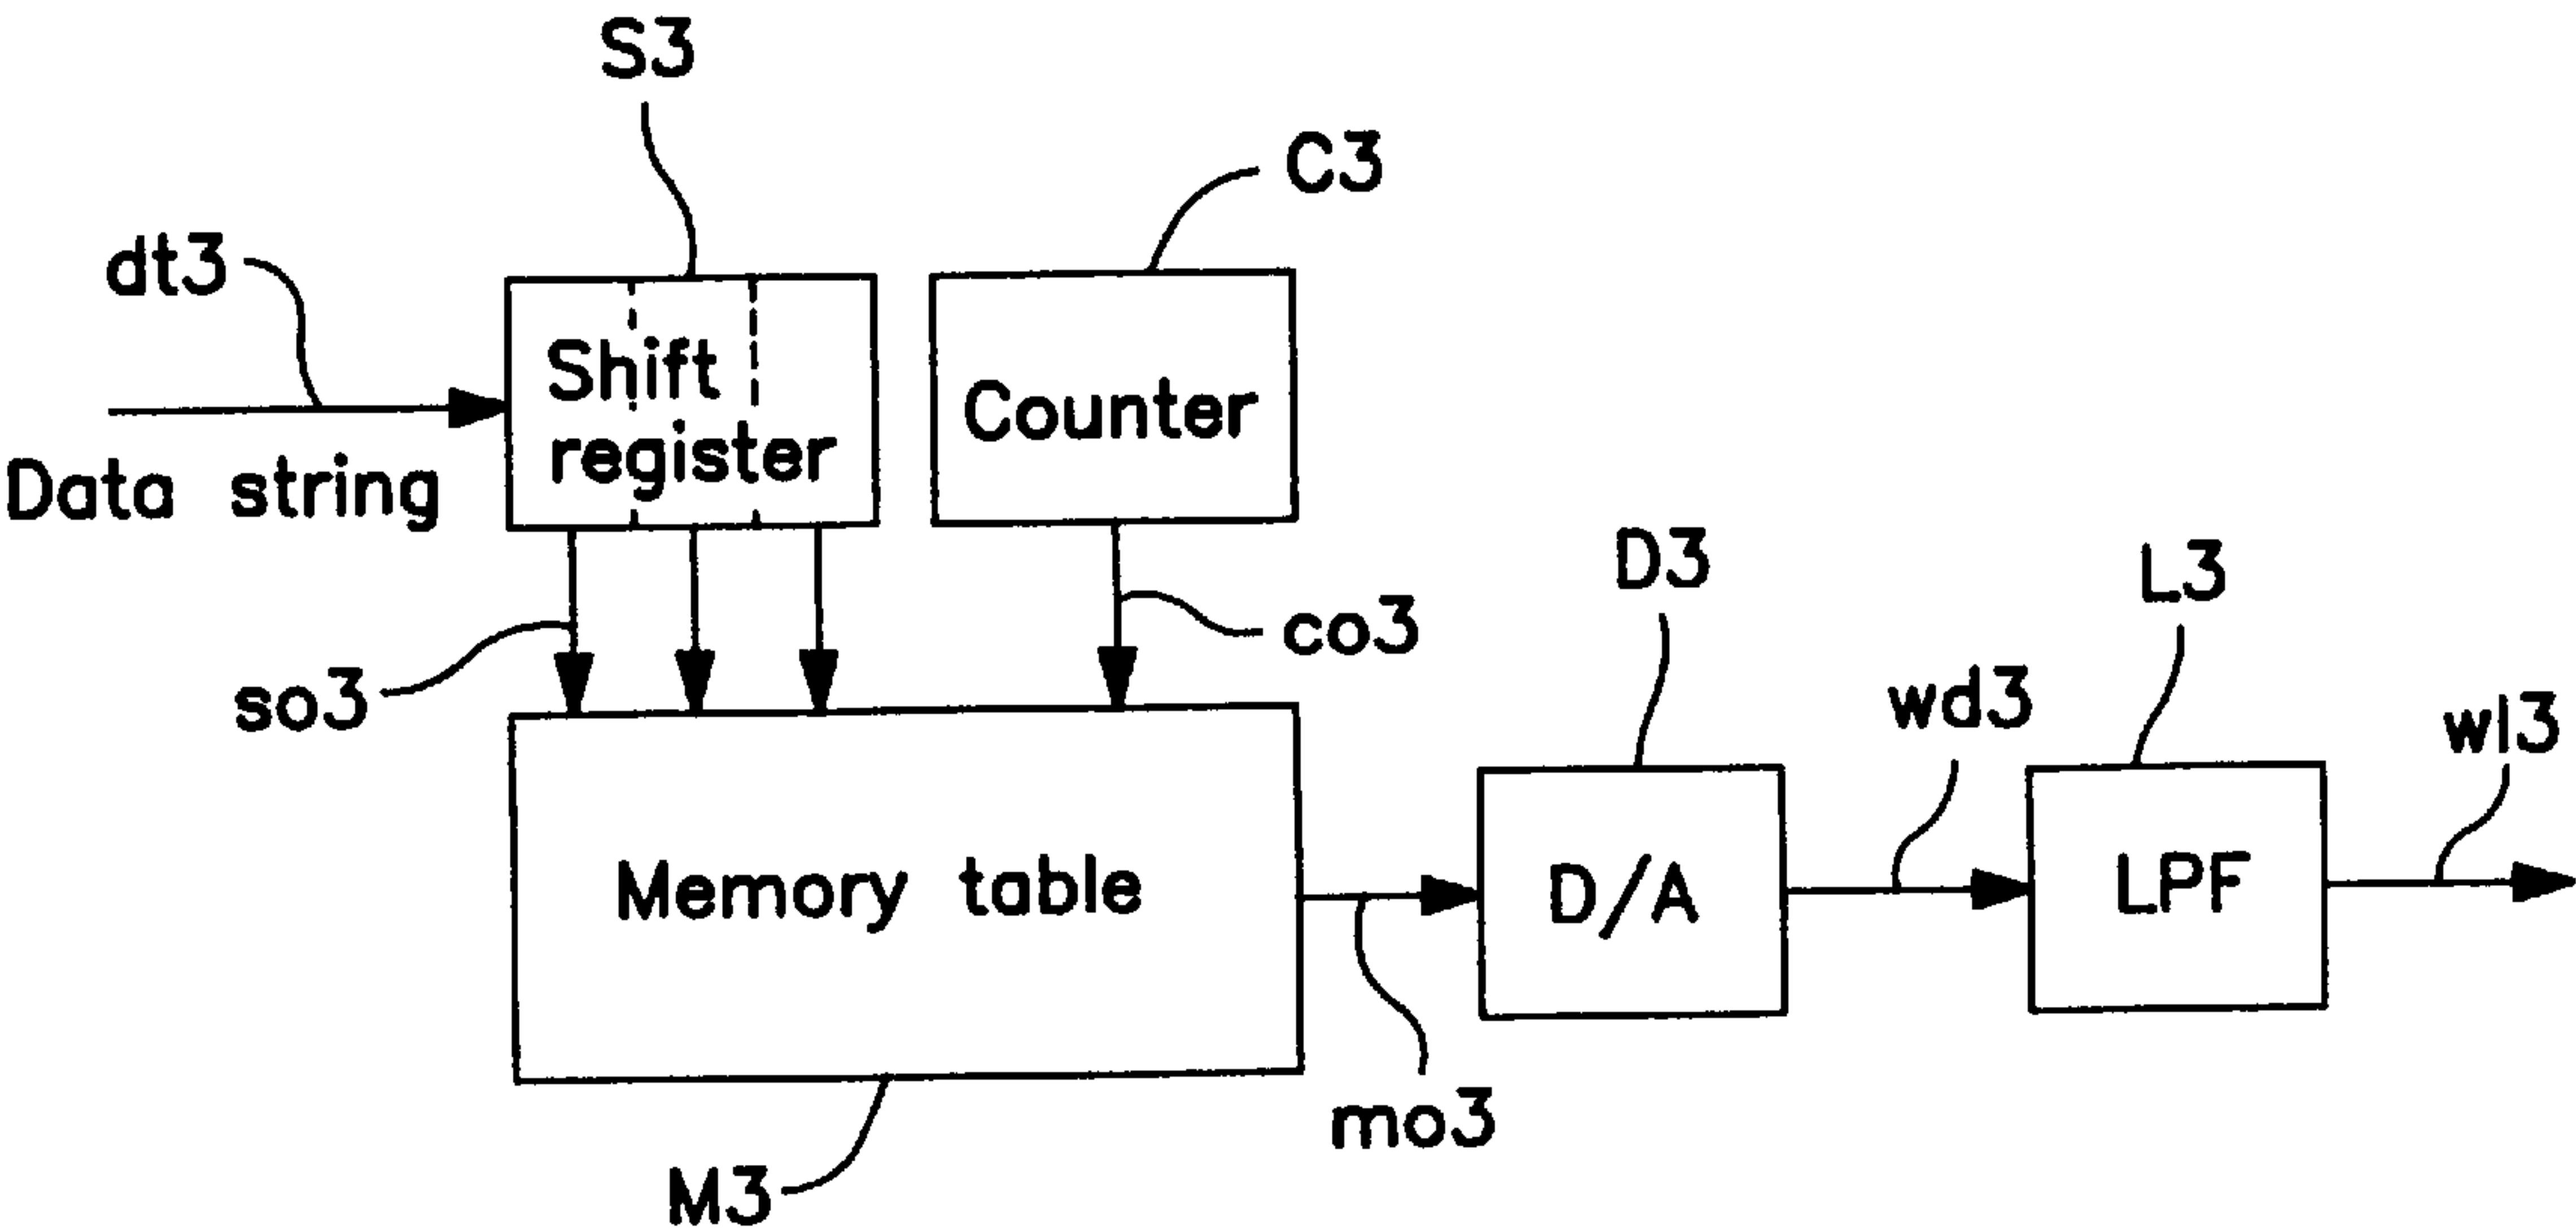 S3
C3
dt3
Shift
register
Counter
Data string
D3
L3
co3
so3
wd3
wl3
Memory table
D/A
LPF
mo3
M3